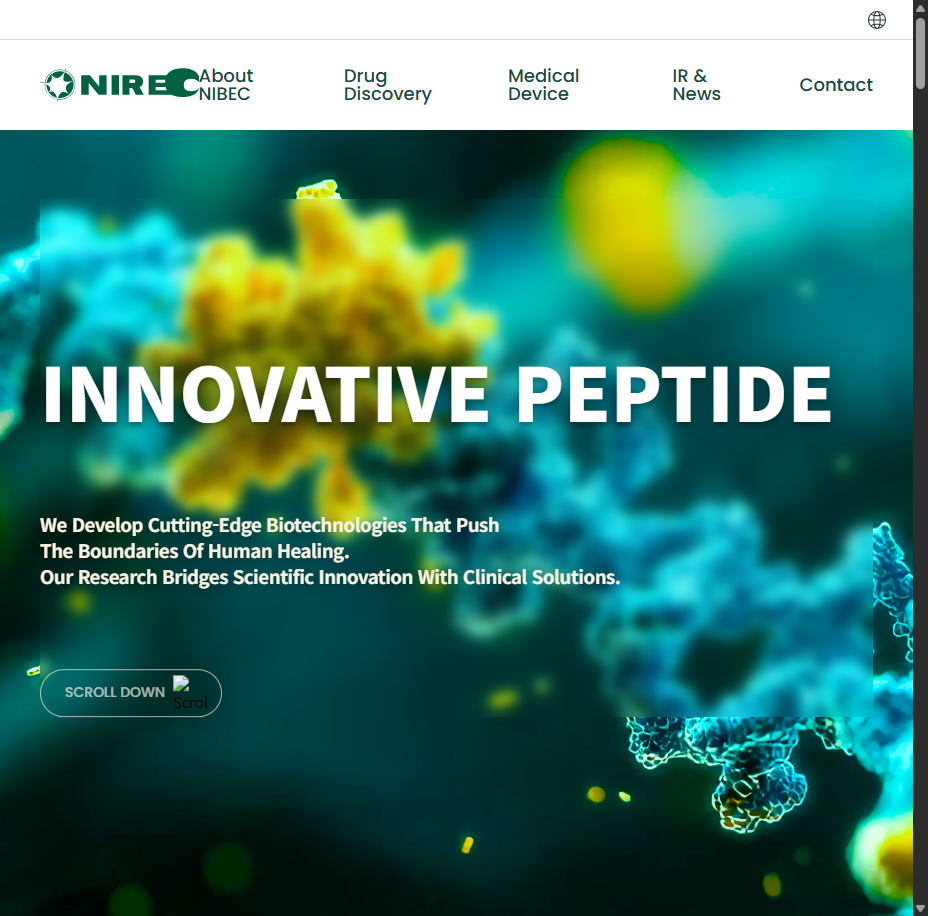 NIBEC
About
NIBEC
Drug
Discovery
Medical
Device
IR &
News
Contact
INNOVATIVE PEPTIDE
We Develop Cutting-Edge Biotechnologies That Push
The Boundaries Of Human Healing.
Our Research Bridges Scientific Innovation With Clinical Solutions.
SCROLL DOWN
Scrol